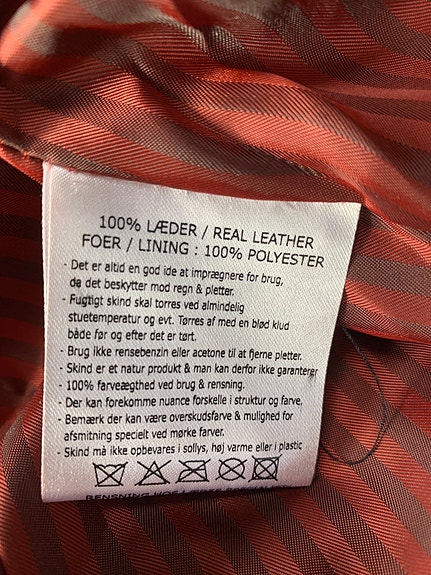 100% LÆDER / REAL LEATHER
FOER / LINING : 100% POLYESTER
- Det er altid en god ide at imprægnere for brug,
da det beskytter mod regn & pletter.
- Fugtigt skind skal torres ved almindelig
stuetemperatur og evt. Tørres af med en blød klud
både før og efter det er tørt.
- Brug ikke rensebenzin eller acetone til at fjerne pletter.
- Skind er et natur produkt & man kan derfor ikke garanterer
- 100% farveægthed ved brug & rensning.
- Der kan forekomme nuance forskelle i struktur og farve.
- Bemærk der kan være overskudsfarve & mulighed for
afsmitning specielt ved mørke farver.
- Skind må ikke opbevares i sollys, høj varme eller i plastic
RENSNING HOS